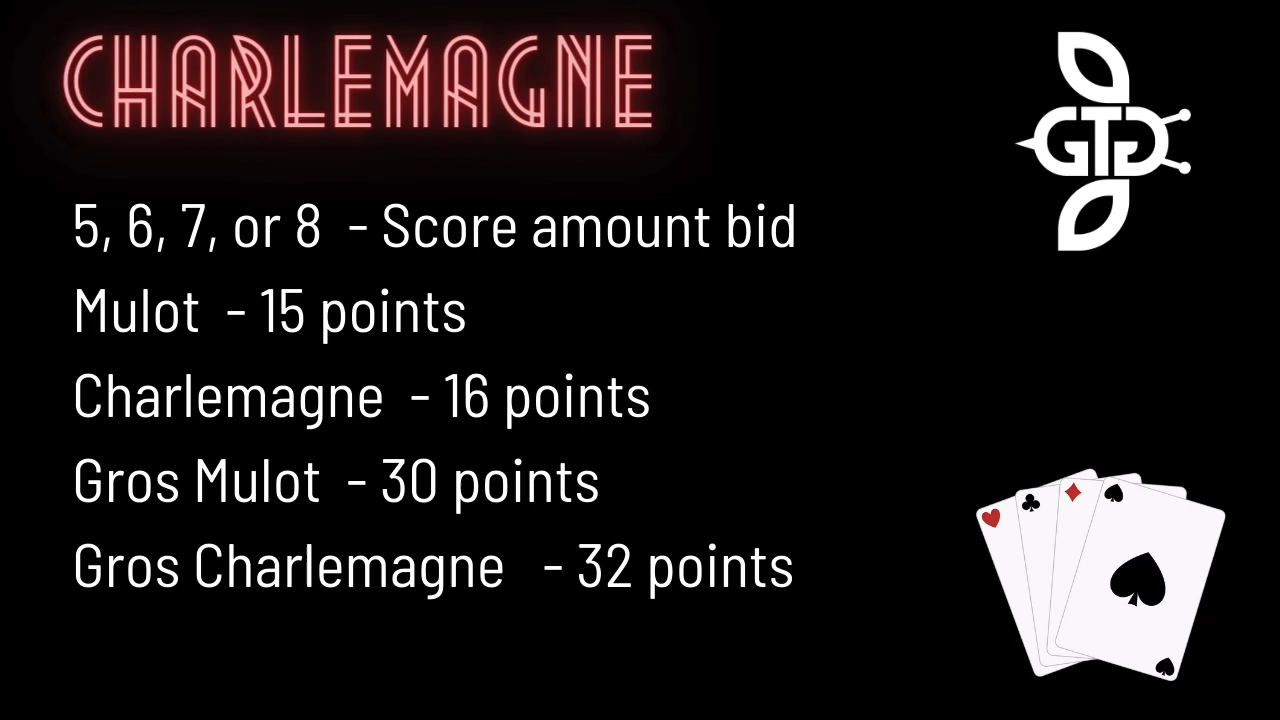 CHARLEMAGNE
GTG
5, 6, 7, or 8 - Score amount bid
Mulot - 15 points
Charlemagne - 16 points
Gros Mulot - 30 points
Gros Charlemagne - 32 points